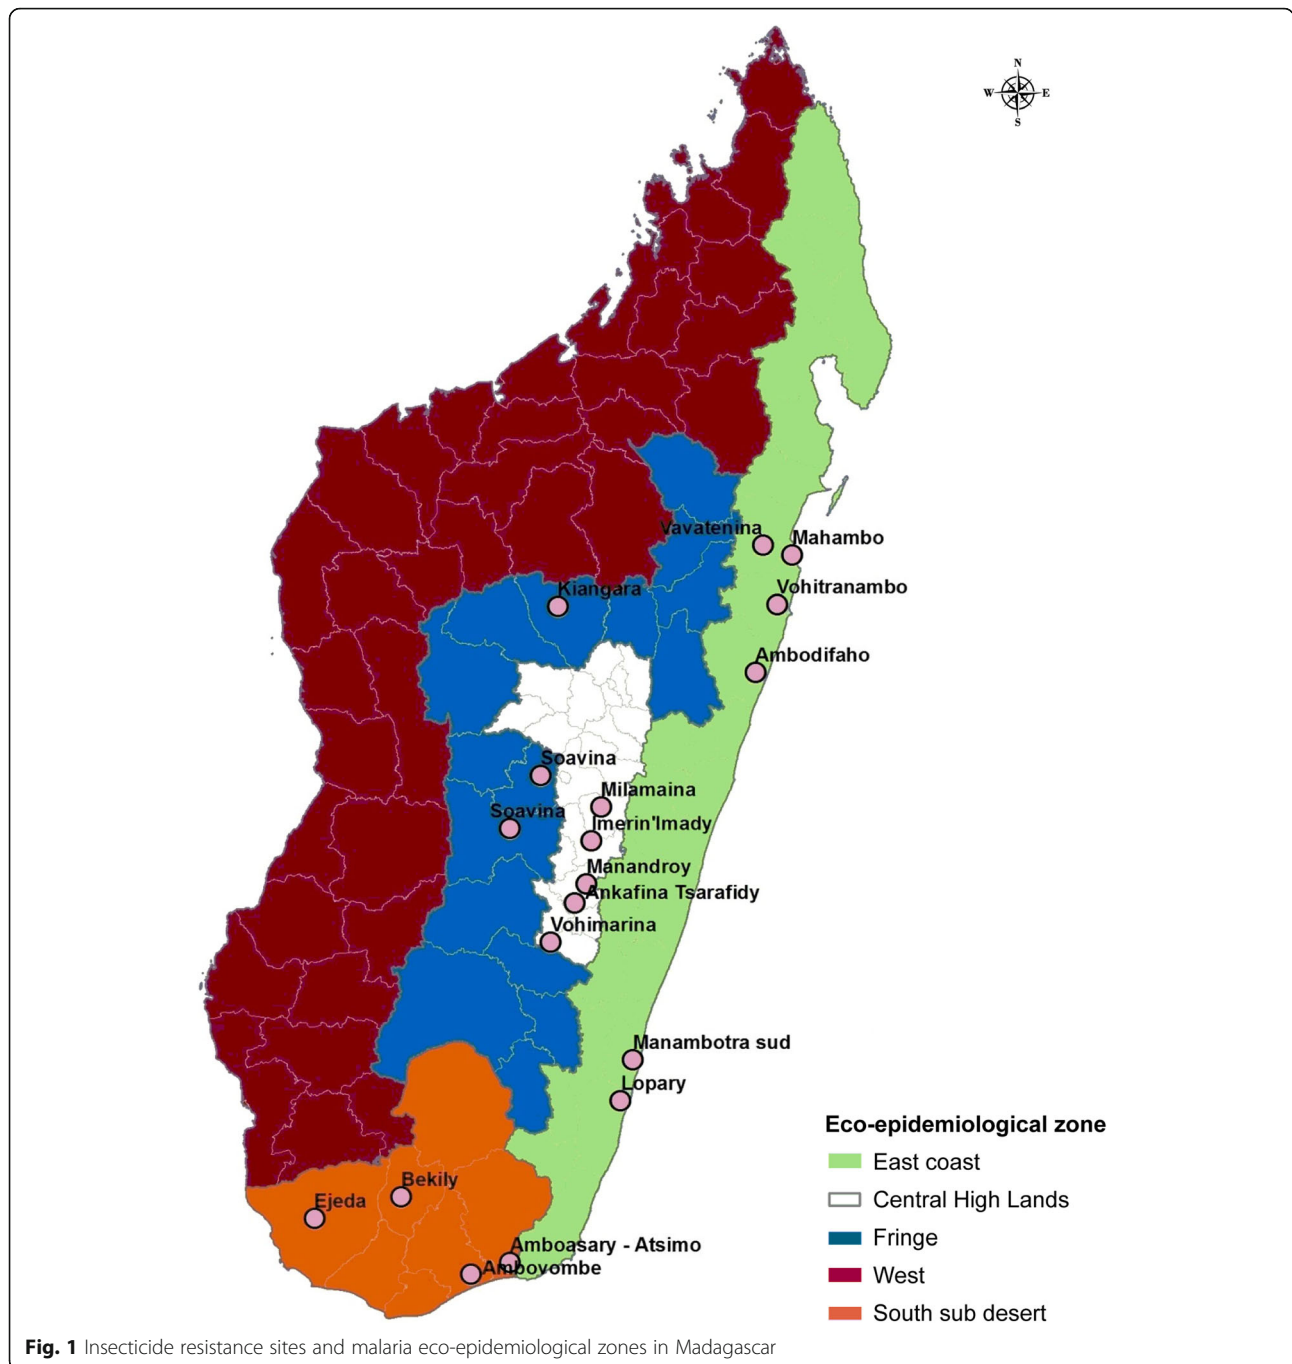 N
W E
S
Vavatenina
Mahambo
Kiangara
Vohitranambo
Ambodifaho
Soavina
Milamaina
Soavina
Imerin'Imady
Manandroy
Ankafina Tsarafidy
Vohimarina
Manambotra sud
Lopary
Bekily
Ejeda
Amboasary - Atsimo
Ambovombe
Eco-epidemiological zone
East coast
Central High Lands
Fringe
West
South sub desert
Fig. 1 Insecticide resistance sites and malaria eco-epidemiological zones in Madagascar